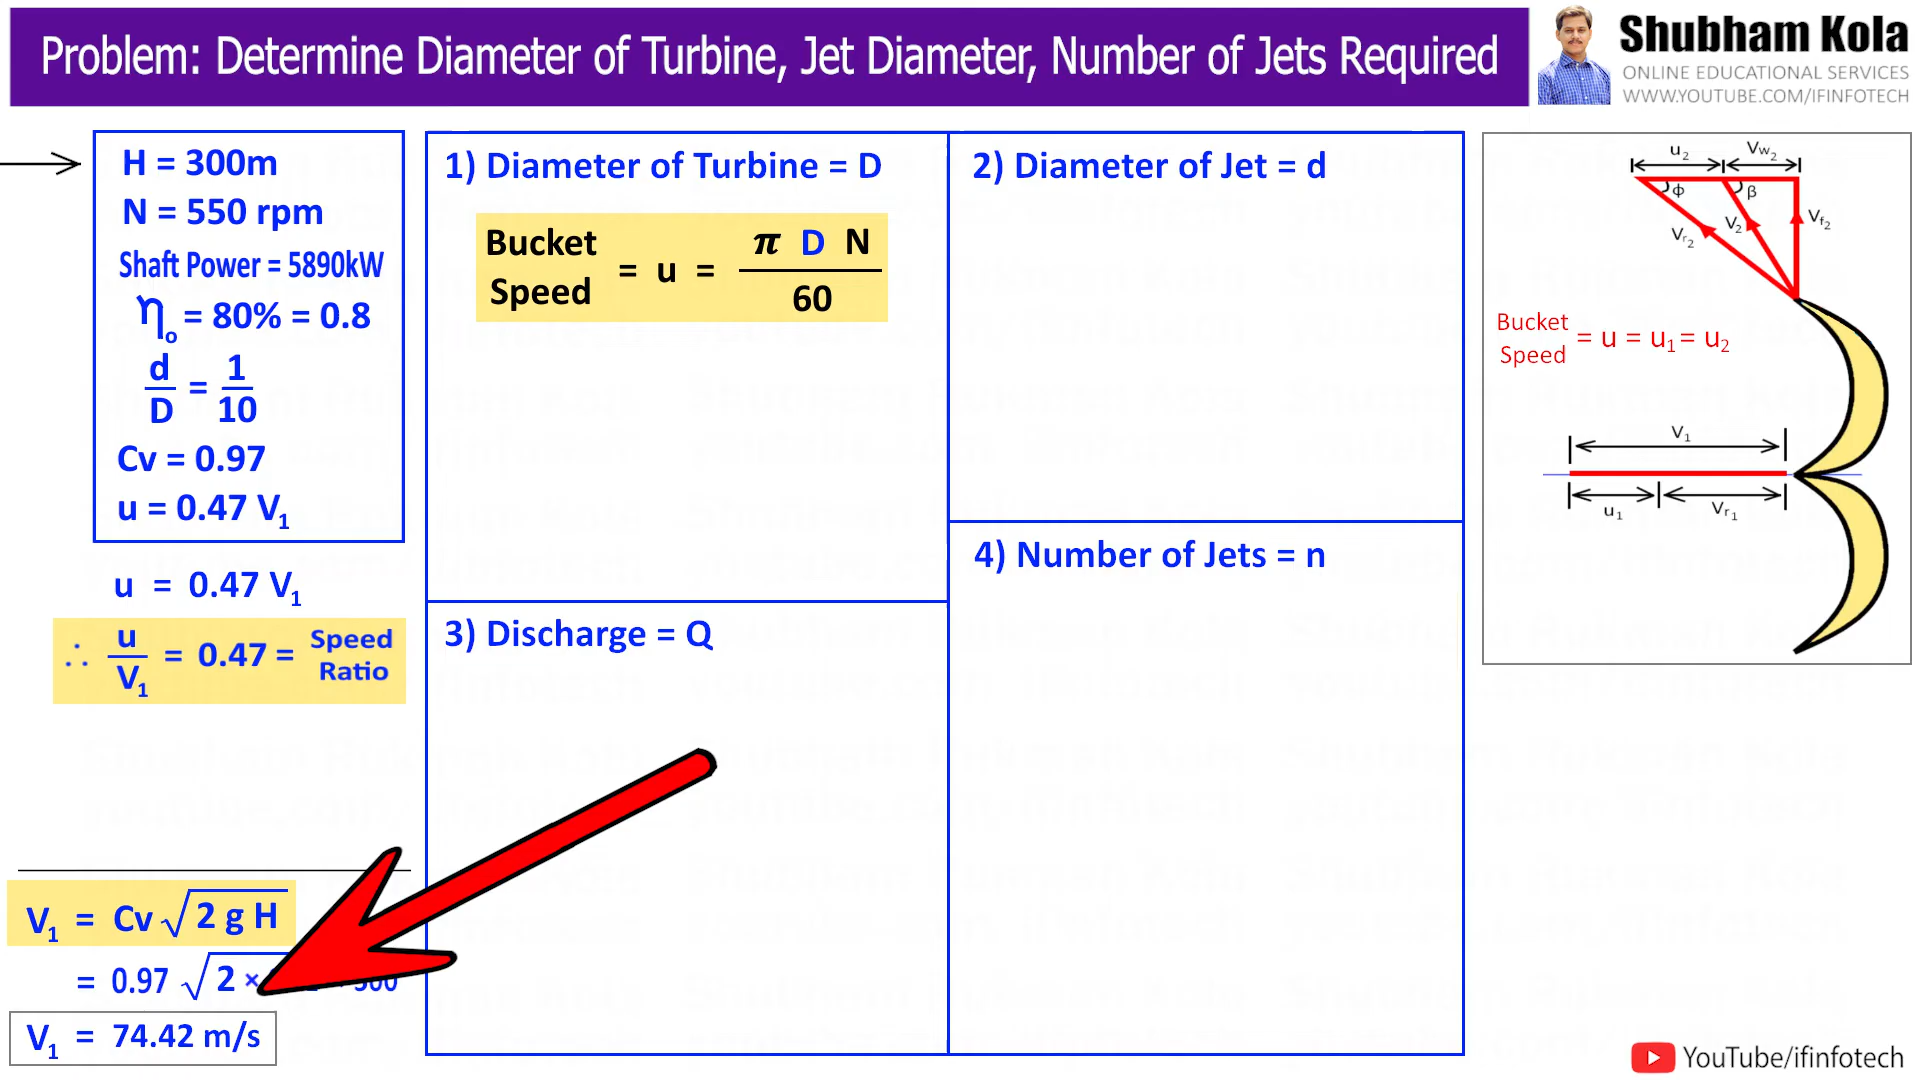 Problem: Determine Diameter of Turbine, Jet Diameter, Number of Jets Required
Shubham Kola
ONLINE EDUCATIONAL SERVICES
WWW.YOUTUBE.COM/IFINFOTECH
H = 300m
N = 550 rpm
Shaft Power = 5890kW
ηₒ = 80% = 0.8
d/D = 1/10
Cv = 0.97
u = 0.47 V₁
u = 0.47 V₁
∴ u/V₁ = 0.47 = Speed Ratio
V₁ = Cv √2 g H
= 0.97 √2 ×
V₁ = 74.42 m/s
1) Diameter of Turbine = D
Bucket Speed = u = π D N / 60
2) Diameter of Jet = d
3) Discharge = Q
4) Number of Jets = n
u₂ Vw₂
ϕ β
Vr₂ V₂ Vf₂
Bucket Speed = u = u₁ = u₂
V₁
u₁ Vr₁
YouTube/ifinfotech